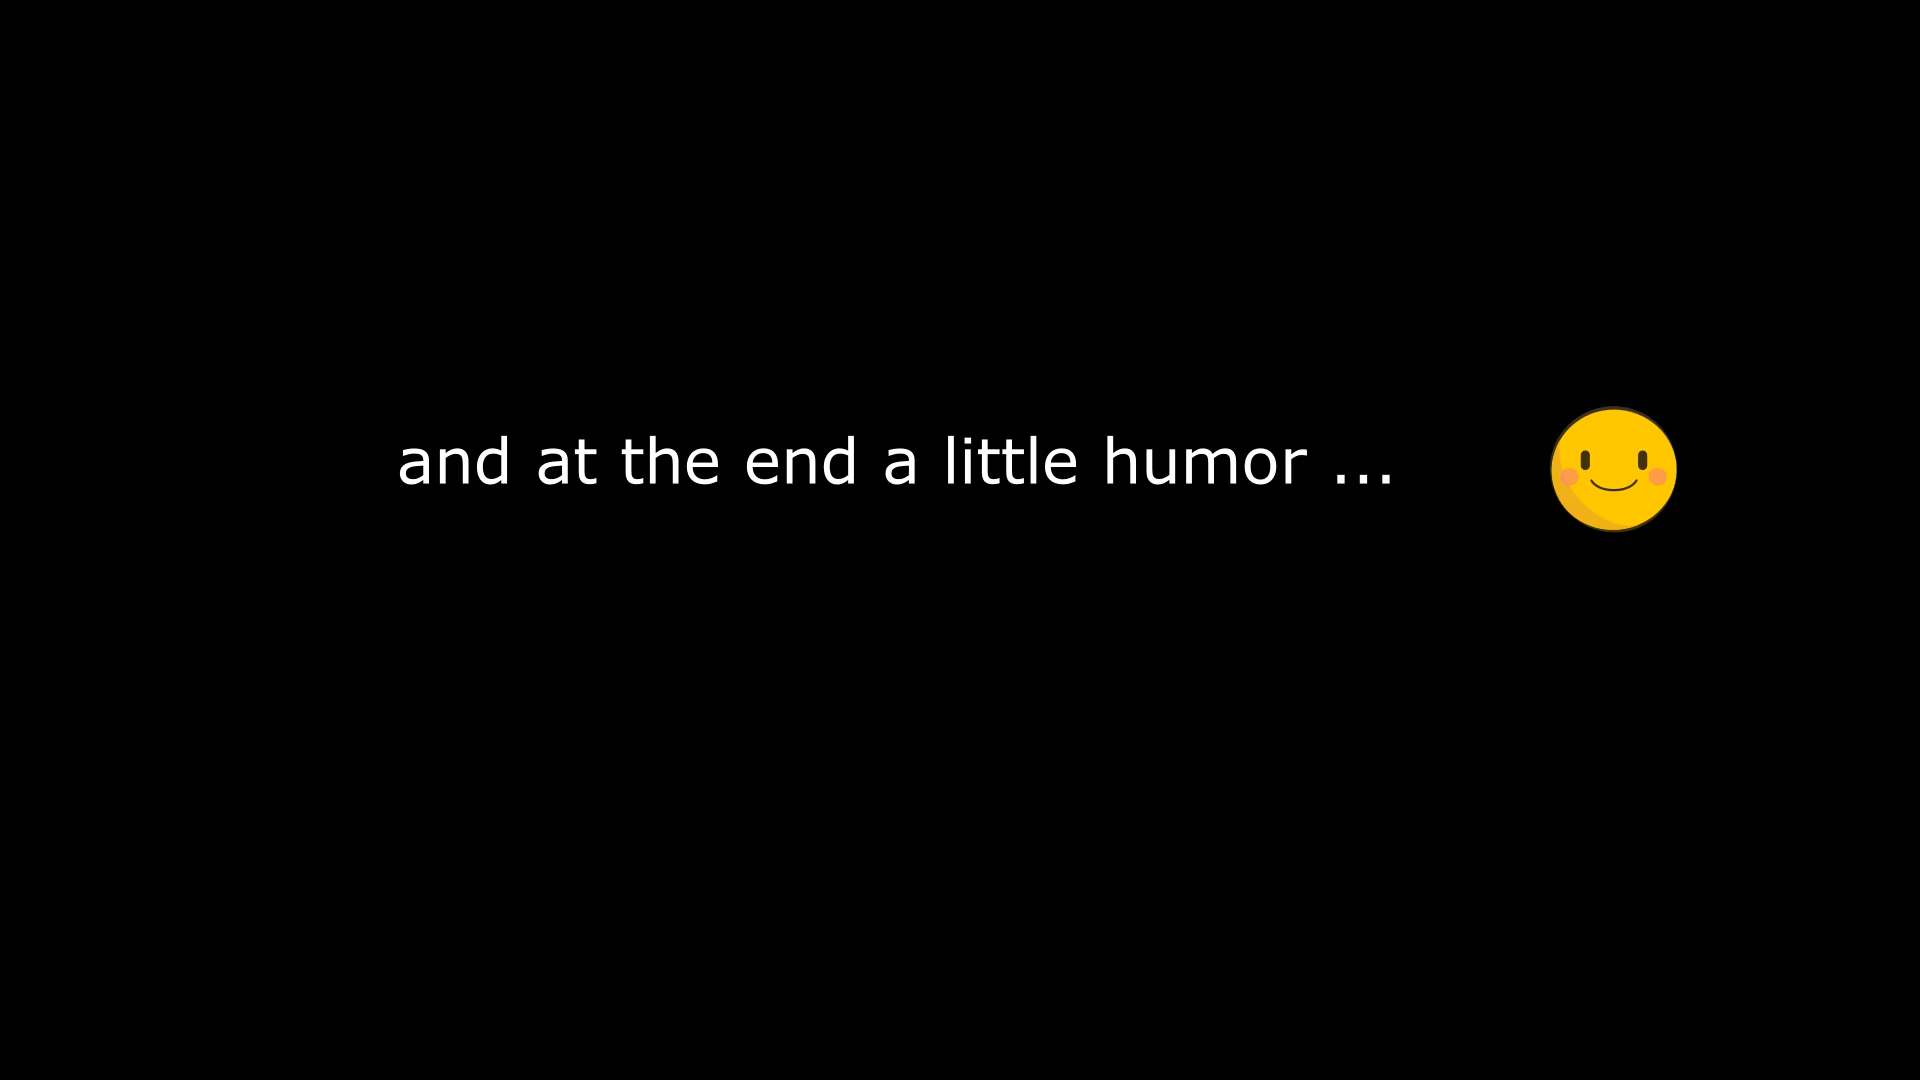 and at the end a little humor ...